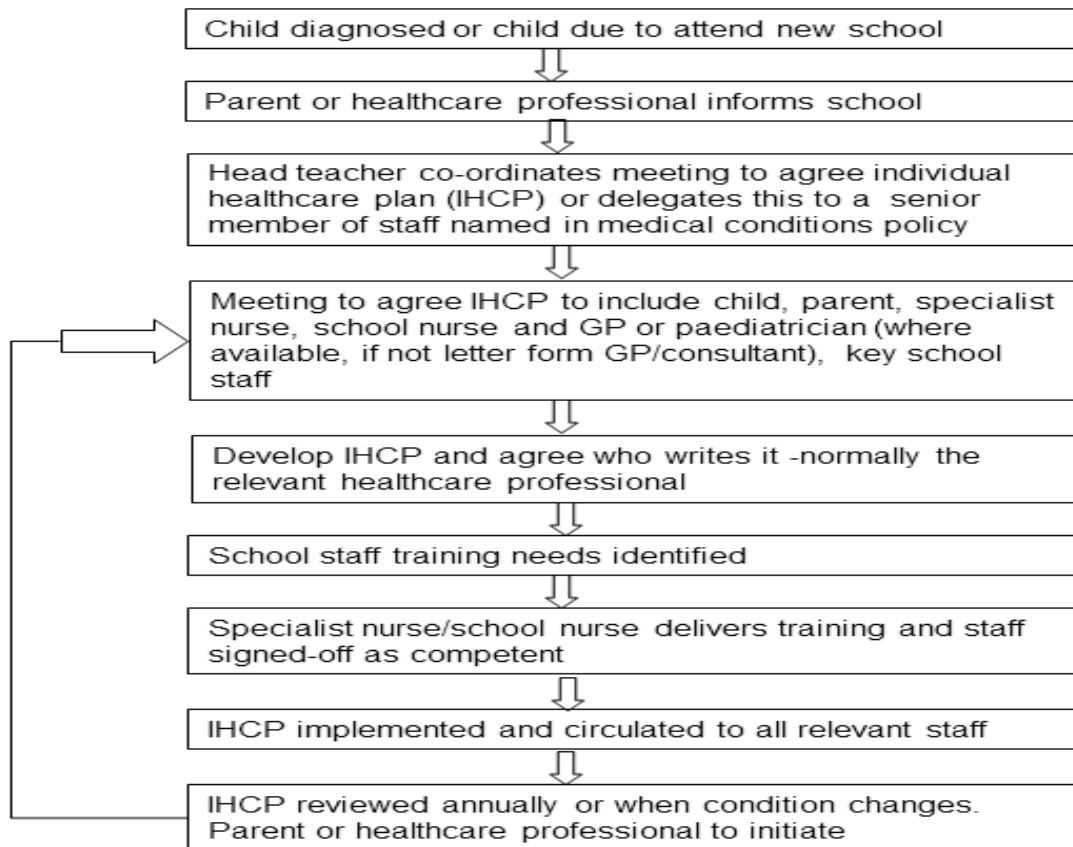 Child diagnosed or child due to attend new school
Parent or healthcare professional informs school
Head teacher co-ordinates meeting to agree individual
healthcare plan (IHCP) or delegates this to a senior
member of staff named in medical conditions policy
Meeting to agree IHCP to include child, parent, specialist
nurse, school nurse and GP or paediatrician (where
available, if not letter form GP/consultant), key school
staff
Develop IHCP and agree who writes it -normally the
relevant healthcare professional
School staff training needs identified
Specialist nurse/school nurse delivers training and staff
signed-off as competent
IHCP implemented and circulated to all relevant staff
IHCP reviewed annually or when condition changes.
Parent or healthcare professional to initiate